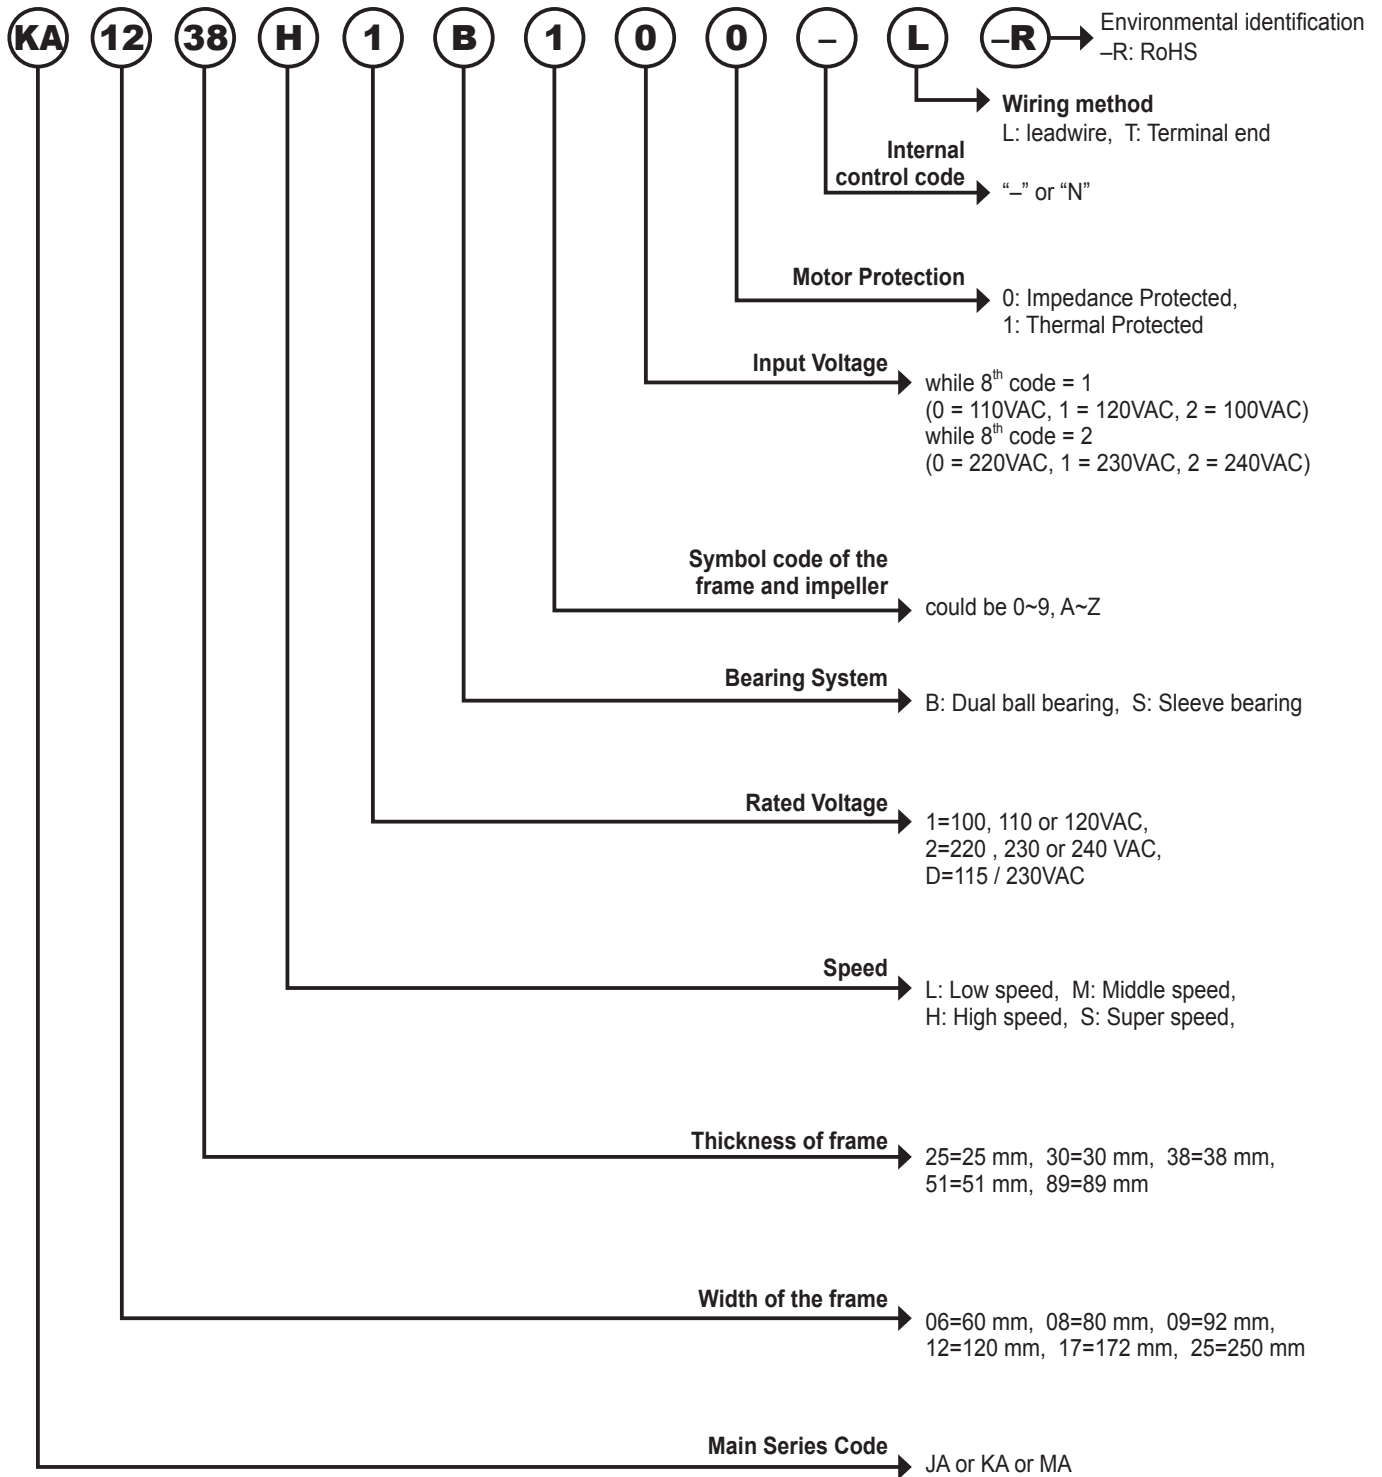 KA 12 38 H 1 B 1 0 0 – L –R
Environmental identification
–R: RoHS
Wiring method
L: leadwire, T: Terminal end
Internal
control code
“–” or “N”
Motor Protection
0: Impedance Protected,
1: Thermal Protected
Input Voltage
while 8th code = 1
(0 = 110VAC, 1 = 120VAC, 2 = 100VAC)
while 8th code = 2
(0 = 220VAC, 1 = 230VAC, 2 = 240VAC)
Symbol code of the
frame and impeller
could be 0~9, A~Z
Bearing System
B: Dual ball bearing, S: Sleeve bearing
Rated Voltage
1=100, 110 or 120VAC,
2=220 , 230 or 240 VAC,
D=115 / 230VAC
Speed
L: Low speed, M: Middle speed,
H: High speed, S: Super speed,
Thickness of frame
25=25 mm, 30=30 mm, 38=38 mm,
51=51 mm, 89=89 mm
Width of the frame
06=60 mm, 08=80 mm, 09=92 mm,
12=120 mm, 17=172 mm, 25=250 mm
Main Series Code
JA or KA or MA